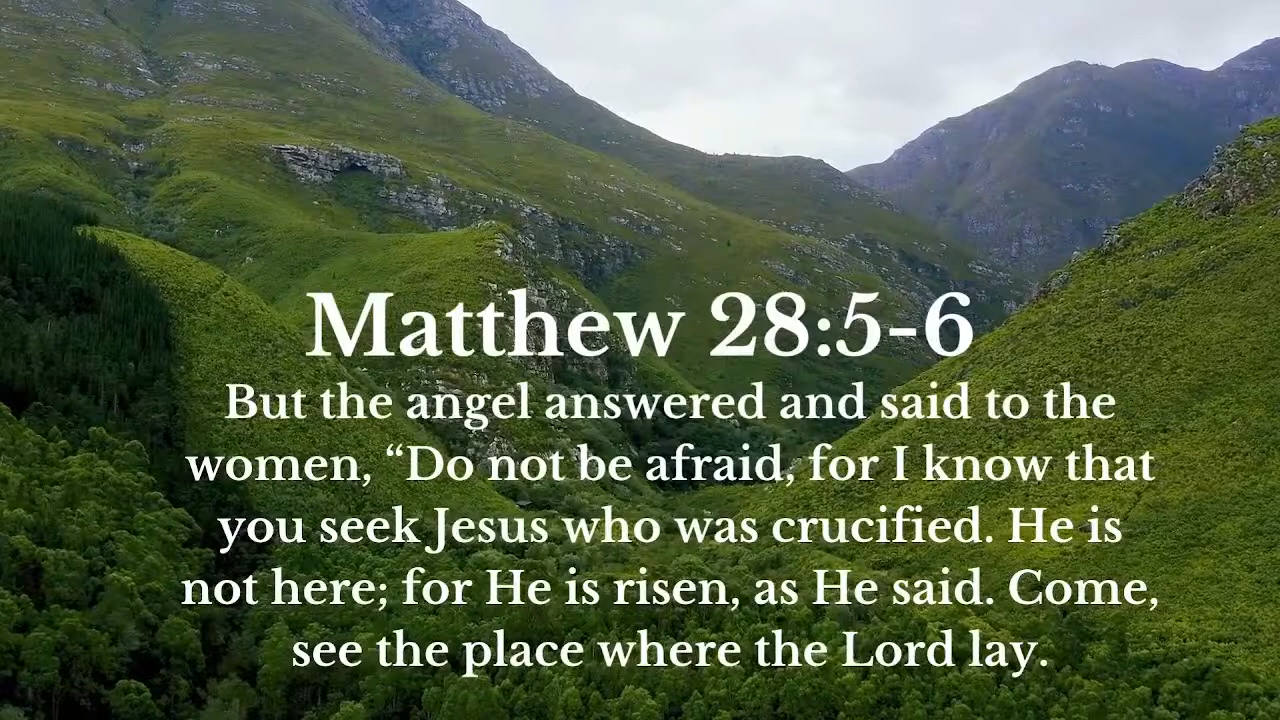 Matthew 28:5-6
But the angel answered and said to the
women, “Do not be afraid, for I know that
you seek Jesus who was crucified. He is
not here; for He is risen, as He said. Come,
see the place where the Lord lay.